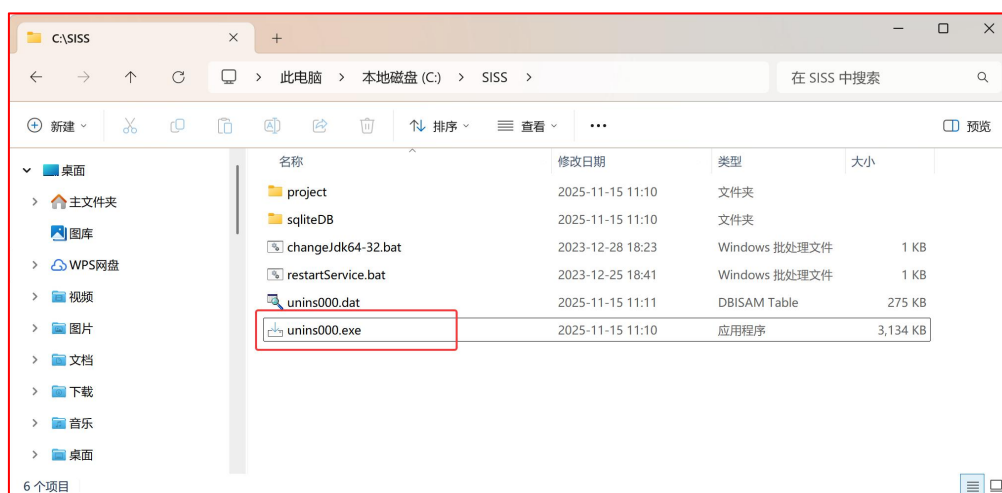 C:\SISS
此电脑 > 本地磁盘 (C:) > SISS >
在 SISS 中搜索
新建
排序
查看
预览
名称 修改日期 类型 大小
桌面
主文件夹
图库
WPS网盘
视频
图片
文档
下载
音乐
桌面
project 2025-11-15 11:10 文件夹
sqliteDB 2025-11-15 11:10 文件夹
changeJdk64-32.bat 2023-12-28 18:23 Windows 批处理文件 1 KB
restartService.bat 2023-12-25 18:41 Windows 批处理文件 1 KB
unins000.dat 2025-11-15 11:11 DBISAM Table 275 KB
unins000.exe 2025-11-15 11:10 应用程序 3,134 KB
6 个项目